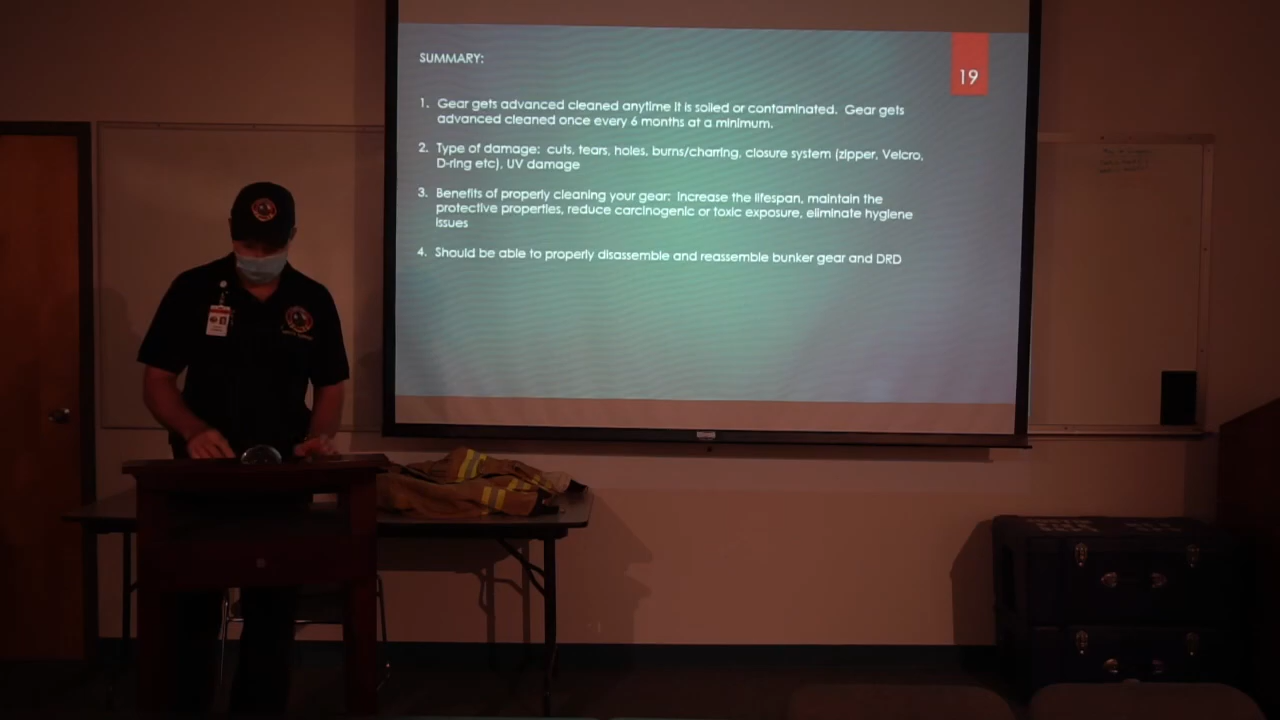 SUMMARY:
19
1. Gear gets advanced cleaned anytime it is soiled or contaminated. Gear gets
advanced cleaned once every 6 months at a minimum.
2. Type of damage: cuts, tears, holes, burns/charring, closure system (zipper, Velcro,
D-ring etc), UV damage
3. Benefits of properly cleaning your gear: Increase the lifespan, maintain the
protective properties, reduce carcinogenic or toxic exposure, eliminate hygiene
issues
4. Should be able to properly disassemble and reassemble bunker gear and DRD